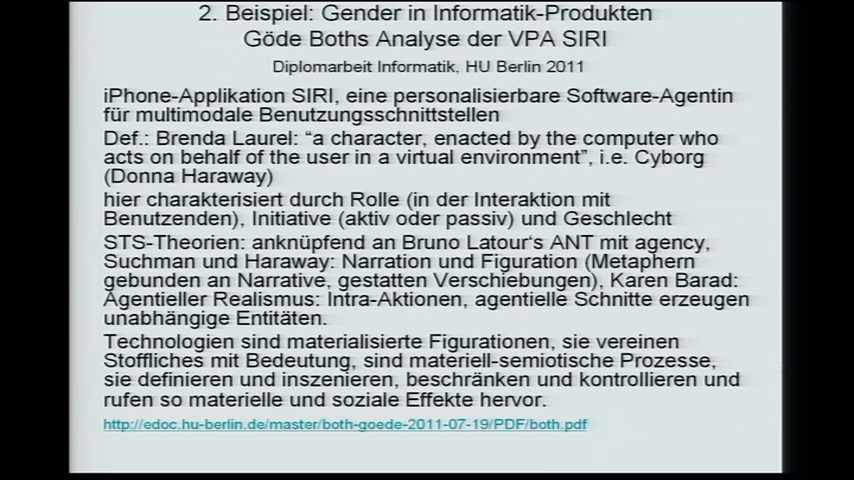 2. Beispiel: Gender in Informatik-Produkten
Göde Boths Analyse der VPA SIRI
Diplomarbeit Informatik, HU Berlin 2011
iPhone-Applikation SIRI, eine personalisierbare Software-Agentin
für multimodale Benutzungsschnittstellen
Def.: Brenda Laurel: “a character, enacted by the computer who
acts on behalf of the user in a virtual environment”, i.e. Cyborg
(Donna Haraway)
hier charakterisiert durch Rolle (in der Interaktion mit
Benutzenden), Initiative (aktiv oder passiv) und Geschlecht
STS-Theorien: anknüpfend an Bruno Latour‘s ANT mit agency,
Suchman und Haraway: Narration und Figuration (Metaphern
gebunden an Narrative, gestatten Verschiebungen), Karen Barad:
Agentieller Realismus: Intra-Aktionen, agentielle Schnitte erzeugen
unabhängige Entitäten.
Technologien sind materialisierte Figurationen, sie vereinen
Stoffliches mit Bedeutung, sind materiell-semiotische Prozesse,
sie definieren und inszenieren, beschränken und kontrollieren und
rufen so materielle und soziale Effekte hervor.
http://edoc.hu-berlin.de/master/both-goede-2011-07-19/PDF/both.pdf